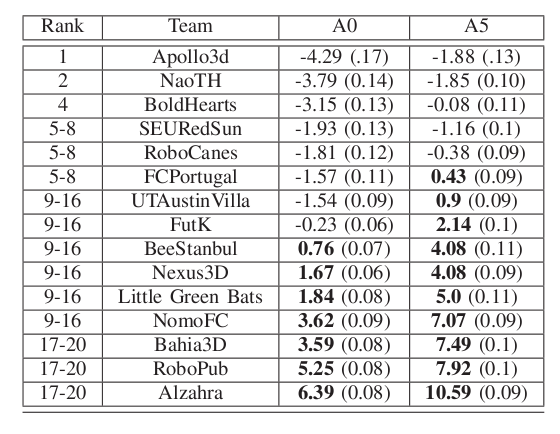 Rank Team A0 A5
1 Apollo3d -4.29 (.17) -1.88 (.13)
2 NaoTH -3.79 (0.14) -1.85 (0.10)
4 BoldHearts -3.15 (0.13) -0.08 (0.11)
5-8 SEURedSun -1.93 (0.13) -1.16 (0.1)
5-8 RoboCanes -1.81 (0.12) -0.38 (0.09)
5-8 FCPortugal -1.57 (0.11) 0.43 (0.09)
9-16 UTAustinVilla -1.54 (0.09) 0.9 (0.09)
9-16 FutK -0.23 (0.06) 2.14 (0.1)
9-16 BeeStanbul 0.76 (0.07) 4.08 (0.11)
9-16 Nexus3D 1.67 (0.06) 4.08 (0.09)
9-16 Little Green Bats 1.84 (0.08) 5.0 (0.11)
9-16 NomoFC 3.62 (0.09) 7.07 (0.09)
17-20 Bahia3D 3.59 (0.08) 7.49 (0.1)
17-20 RoboPub 5.25 (0.08) 7.92 (0.1)
17-20 Alzahra 6.39 (0.08) 10.59 (0.09)